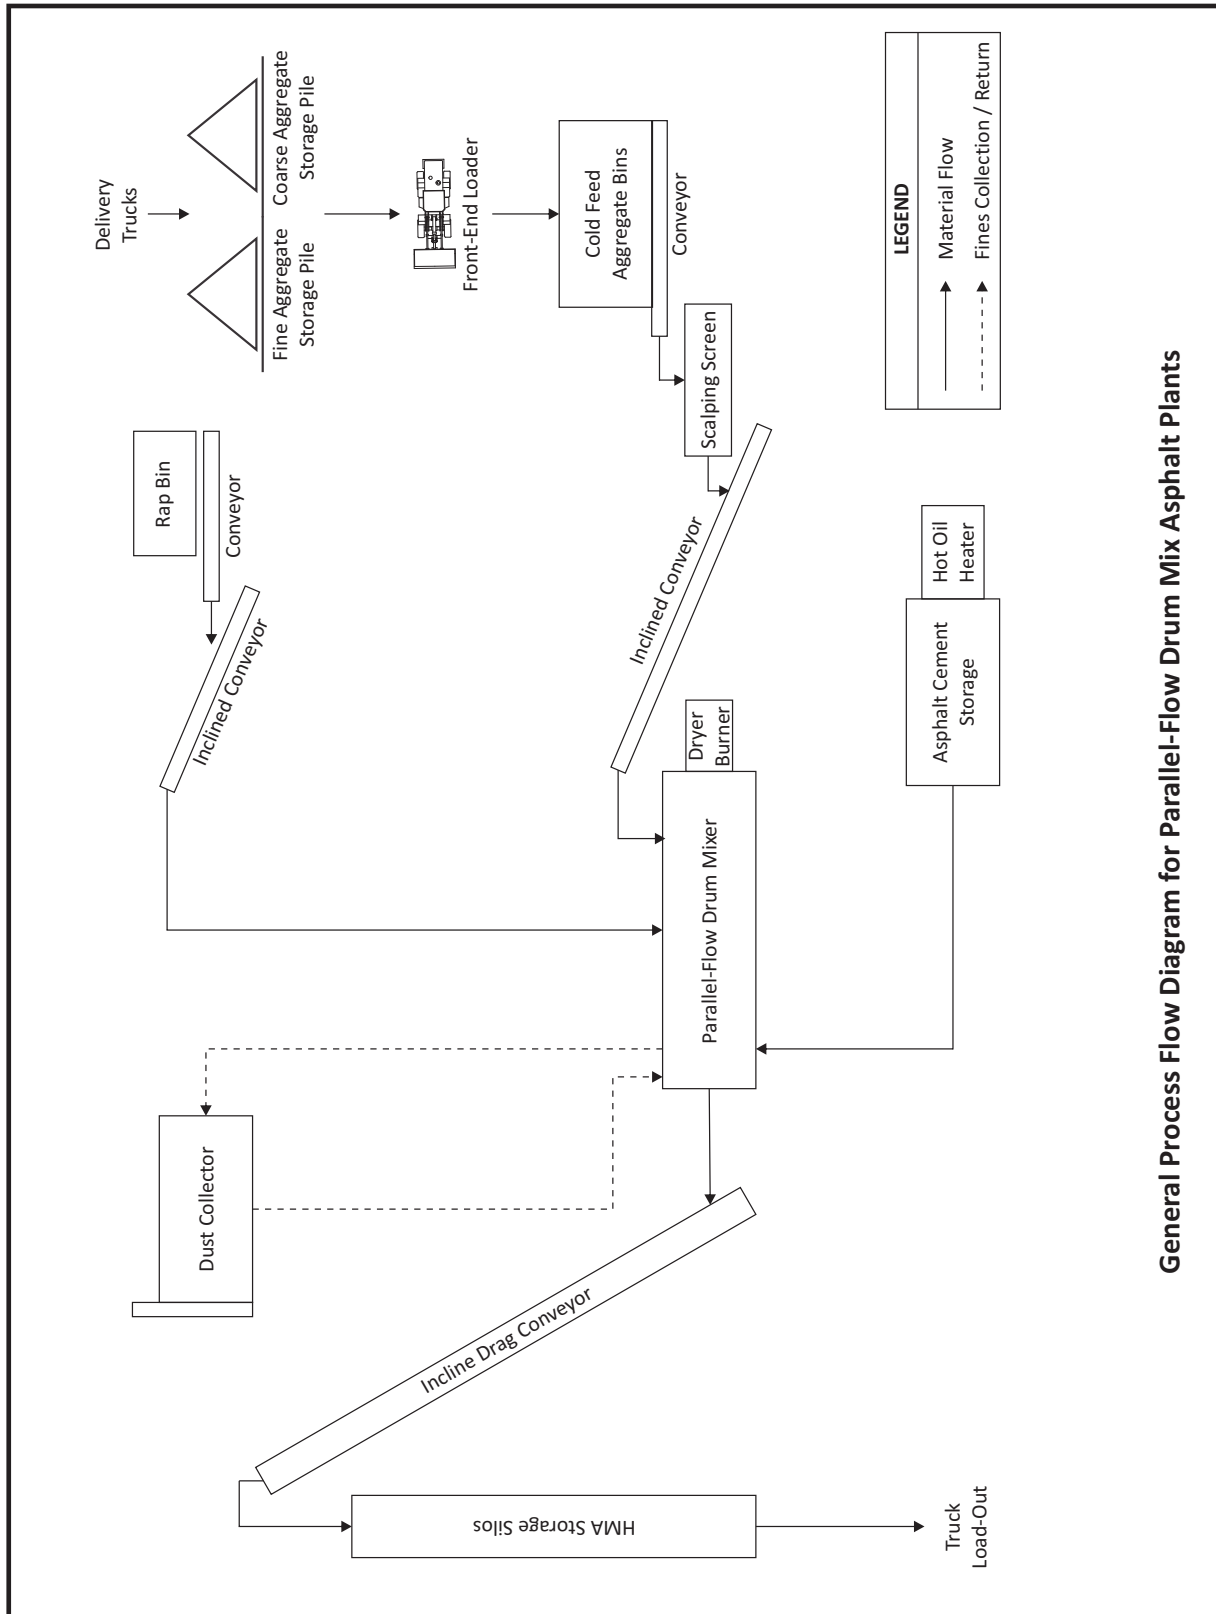 Delivery
Trucks
Fine Aggregate
Storage Pile
Coarse Aggregate
Storage Pile
Front-End Loader
Cold Feed
Aggregate Bins
Conveyor
Scalping Screen
Inclined Conveyor
Rap Bin
Conveyor
Inclined Conveyor
Dryer
Burner
Parallel-Flow Drum Mixer
Hot Oil
Heater
Asphalt Cement
Storage
Dust Collector
Incline Drag Conveyor
HMA Storage Silos
Truck
Load-Out
LEGEND
Material Flow
Fines Collection / Return
General Process Flow Diagram for Parallel-Flow Drum Mix Asphalt Plants